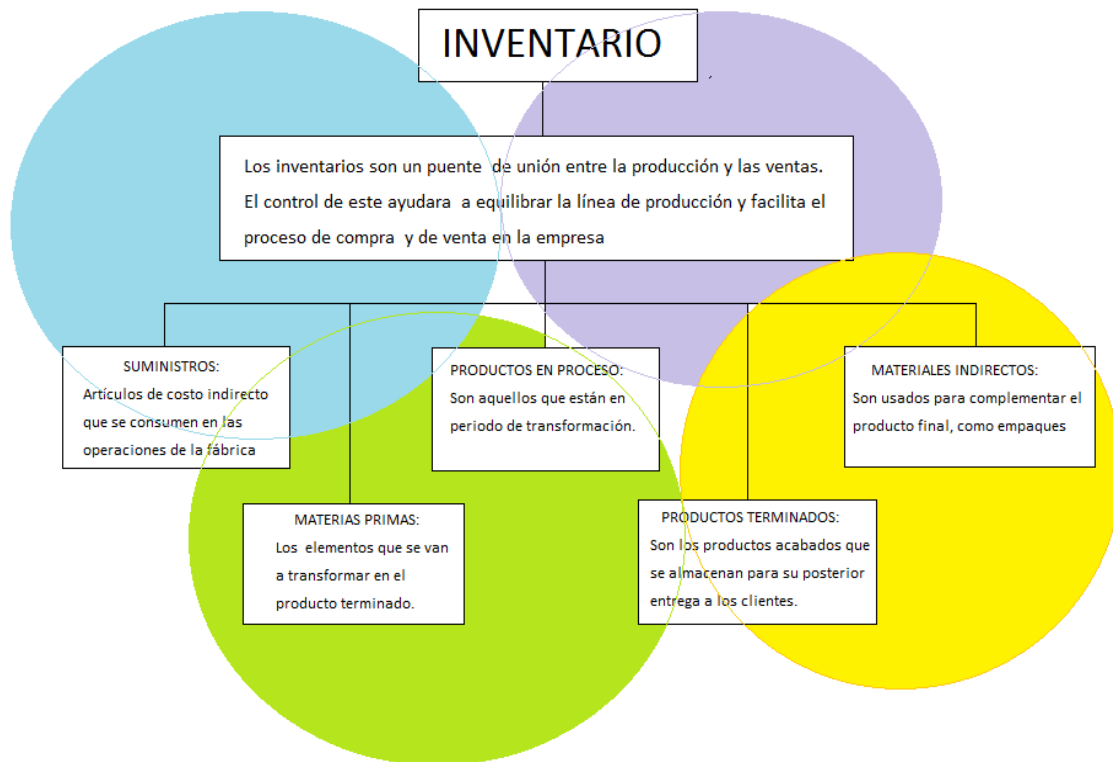 INVENTARIO
Los inventarios son un puente de unión entre la producción y las ventas.
El control de este ayudara a equilibrar la línea de producción y facilita el
proceso de compra y de venta en la empresa
SUMINISTROS:
Artículos de costo indirecto
que se consumen en las
operaciones de la fábrica
PRODUCTOS EN PROCESO:
Son aquellos que están en
periodo de transformación.
MATERIALES INDIRECTOS:
Son usados para complementar el
producto final, como empaques
MATERIAS PRIMAS:
Los elementos que se van
a transformar en el
producto terminado.
PRODUCTOS TERMINADOS:
Son los productos acabados que
se almacenan para su posterior
entrega a los clientes.